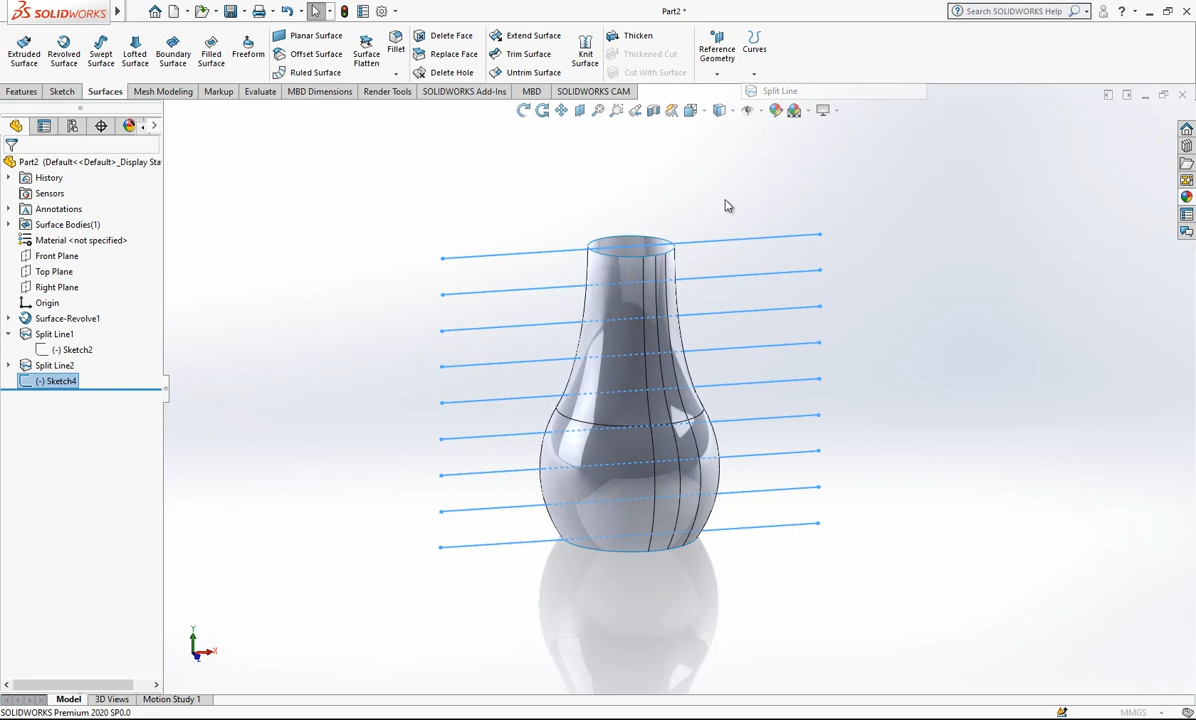 SOLIDWORKS
Part2 *
Search SOLIDWORKS Help
Extruded Surface
Revolved Surface
Swept Surface
Lofted Surface
Boundary Surface
Filled Surface
Freeform
Planar Surface
Offset Surface
Ruled Surface
Surface Flatten
Fillet
Delete Face
Replace Face
Delete Hole
Extend Surface
Trim Surface
Untrim Surface
Knit Surface
Thicken
Thickened Cut
Cut With Surface
Reference Geometry
Curves
Features
Sketch
Surfaces
Mesh Modeling
Markup
Evaluate
MBD Dimensions
Render Tools
SOLIDWORKS Add-Ins
MBD
SOLIDWORKS CAM
Split Line
Part2 (Default<<Default>_Display Sta
History
Sensors
Annotations
Surface Bodies(1)
Material <not specified>
Front Plane
Top Plane
Right Plane
Origin
Surface-Revolve1
Split Line1
(-) Sketch2
Split Line2
(-) Sketch4
Y
X
Z
Model
3D Views
Motion Study 1
SOLIDWORKS Premium 2020 SP0.0
MMGS